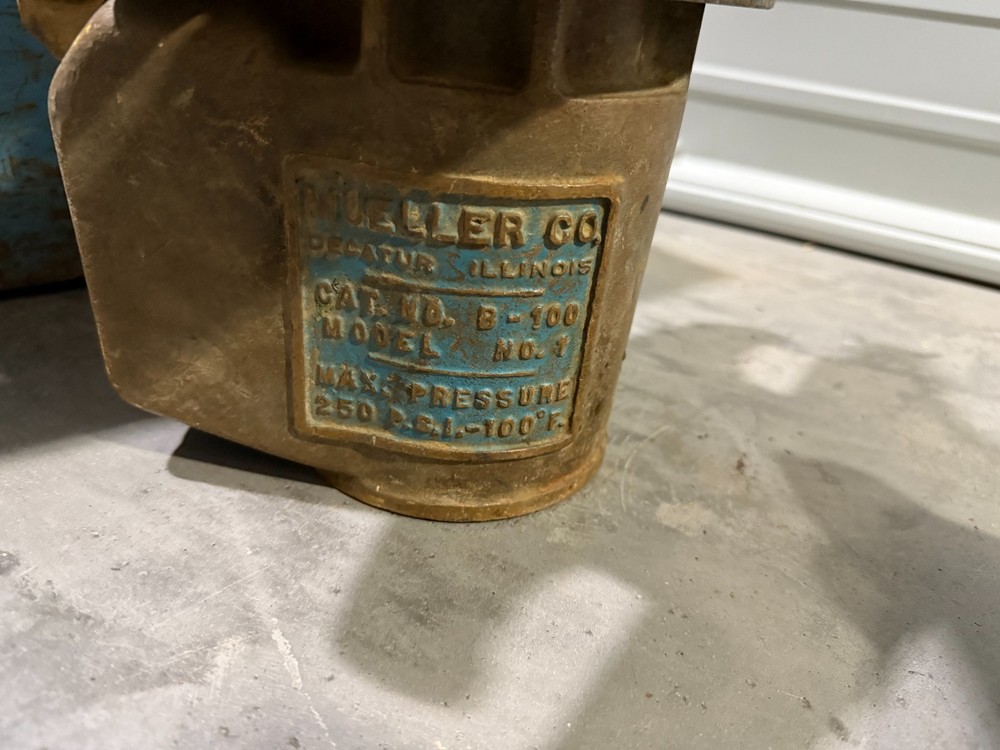 MUELLER CO.
DECATUR ILLINOIS
CAT. NO. B-100
MODEL NO. 1
MAX. PRESSURE
250 P.S.I.-100°F.